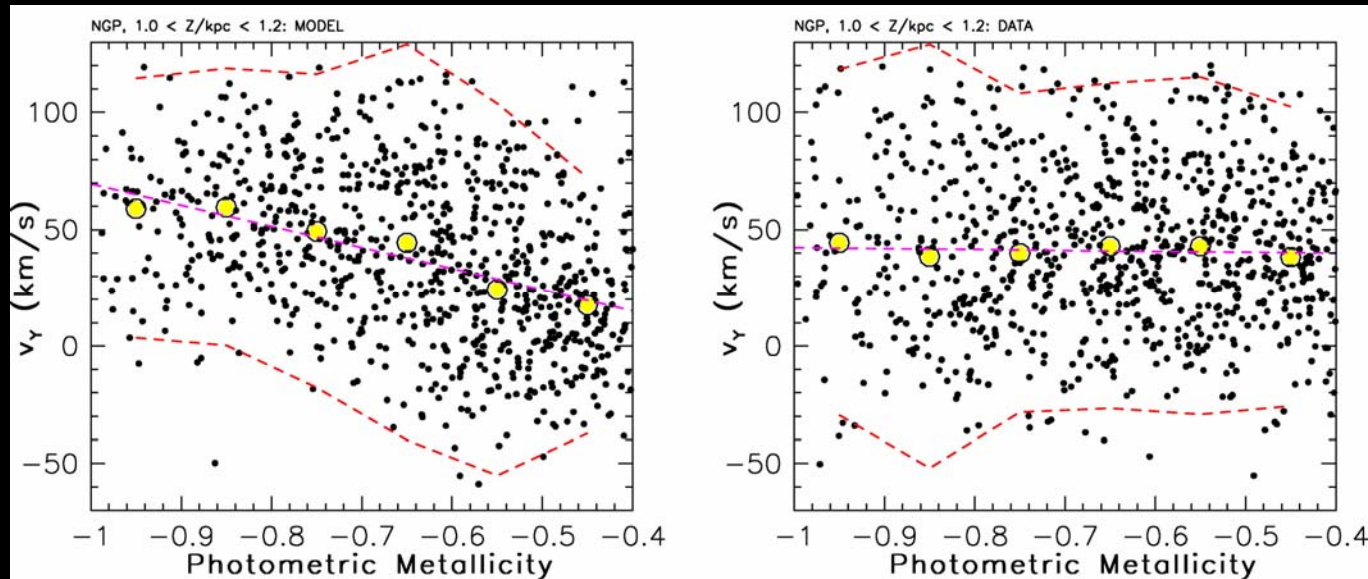 NGP, 1.0 < Z/kpc < 1.2: MODEL
100
50
0
−50
v_Y (km/s)
−1 −0.9 −0.8 −0.7 −0.6 −0.5 −0.4
Photometric Metallicity
NGP, 1.0 < Z/kpc < 1.2: DATA
100
50
0
−50
v_Y (km/s)
−1 −0.9 −0.8 −0.7 −0.6 −0.5 −0.4
Photometric Metallicity